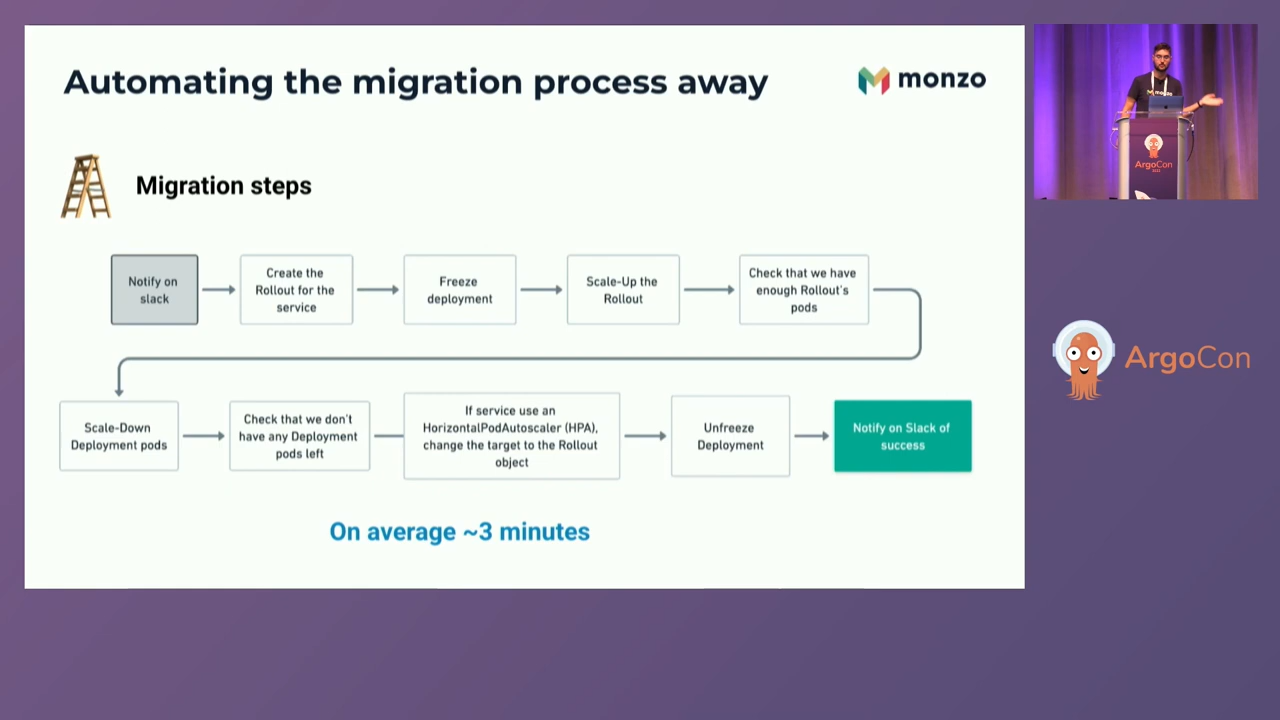 Automating the migration process away
monzo
Migration steps
Notify on
slack
Create the
Rollout for the
service
Freeze
deployment
Scale-Up the
Rollout
Check that we have
enough Rollout's
pods
Scale-Down
Deployment pods
Check that we don't
have any Deployment
pods left
If service use an
HorizontalPodAutoscaler (HPA),
change the target to the Rollout
object
Unfreeze
Deployment
Notify on Slack of
success
On average ~3 minutes
monzo
ArgoCon
ArgoCon